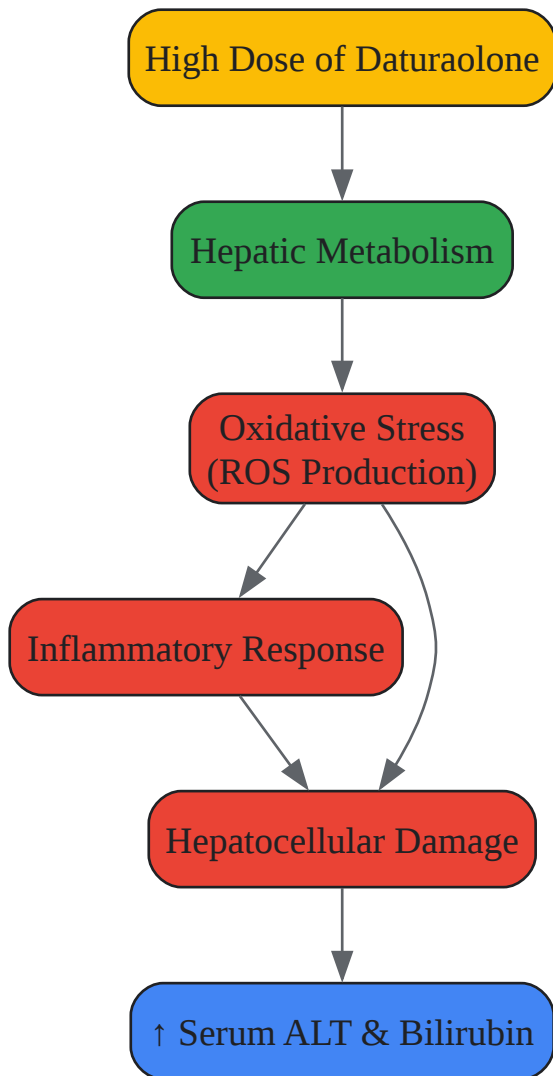 High Dose of Daturaolone
Hepatic Metabolism
Oxidative Stress
(ROS Production)
Inflammatory Response
Hepatocellular Damage
↑ Serum ALT & Bilirubin